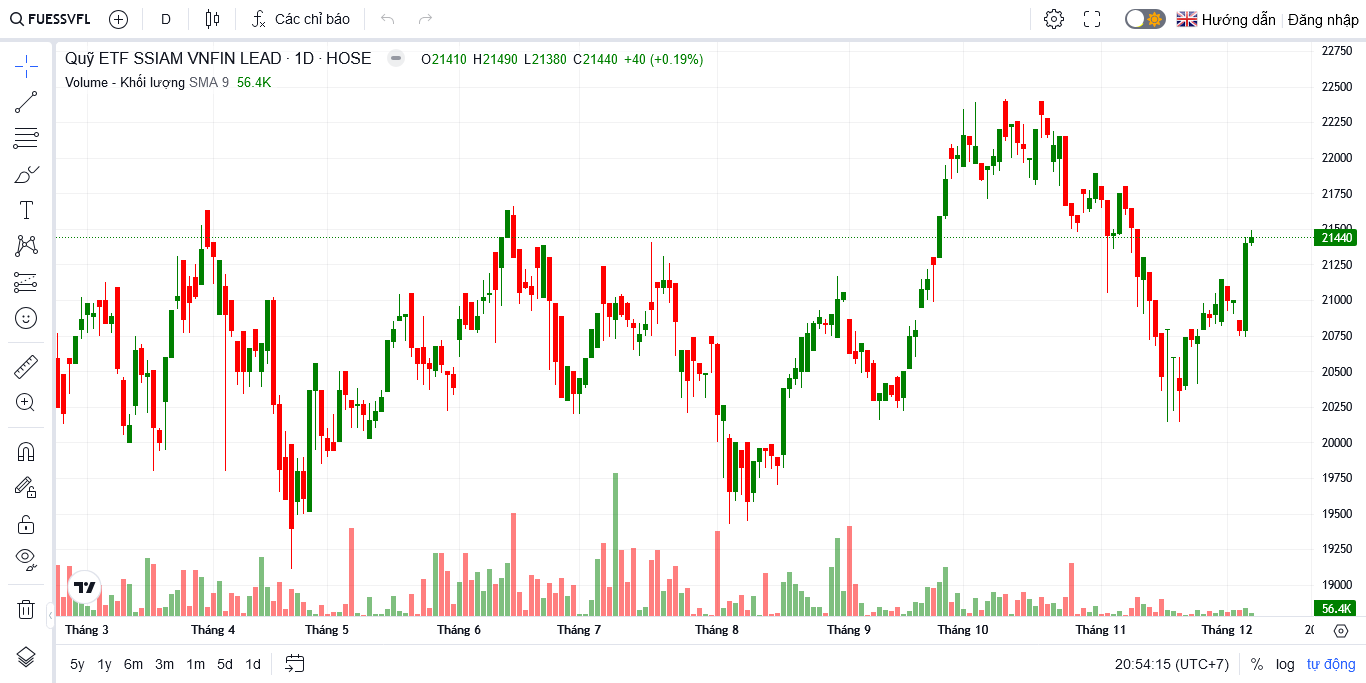 FUESSVFL D Các chỉ báo Hướng dẫn Đăng nhập
Quỹ ETF SSIAM VNFIN LEAD · 1D · HOSE O21410 H21490 L21380 C21440 +40 (+0.19%)
Volume - Khối lượng SMA 9 56.4K
22750
22500
22250
22000
21750
21500
21440
21250
21000
20750
20500
20250
20000
19750
19500
19250
19000
56.4K
Tháng 3 Tháng 4 Tháng 5 Tháng 6 Tháng 7 Tháng 8 Tháng 9 Tháng 10 Tháng 11 Tháng 12
5y 1y 6m 3m 1m 5d 1d 20:54:15 (UTC+7) % log tự động